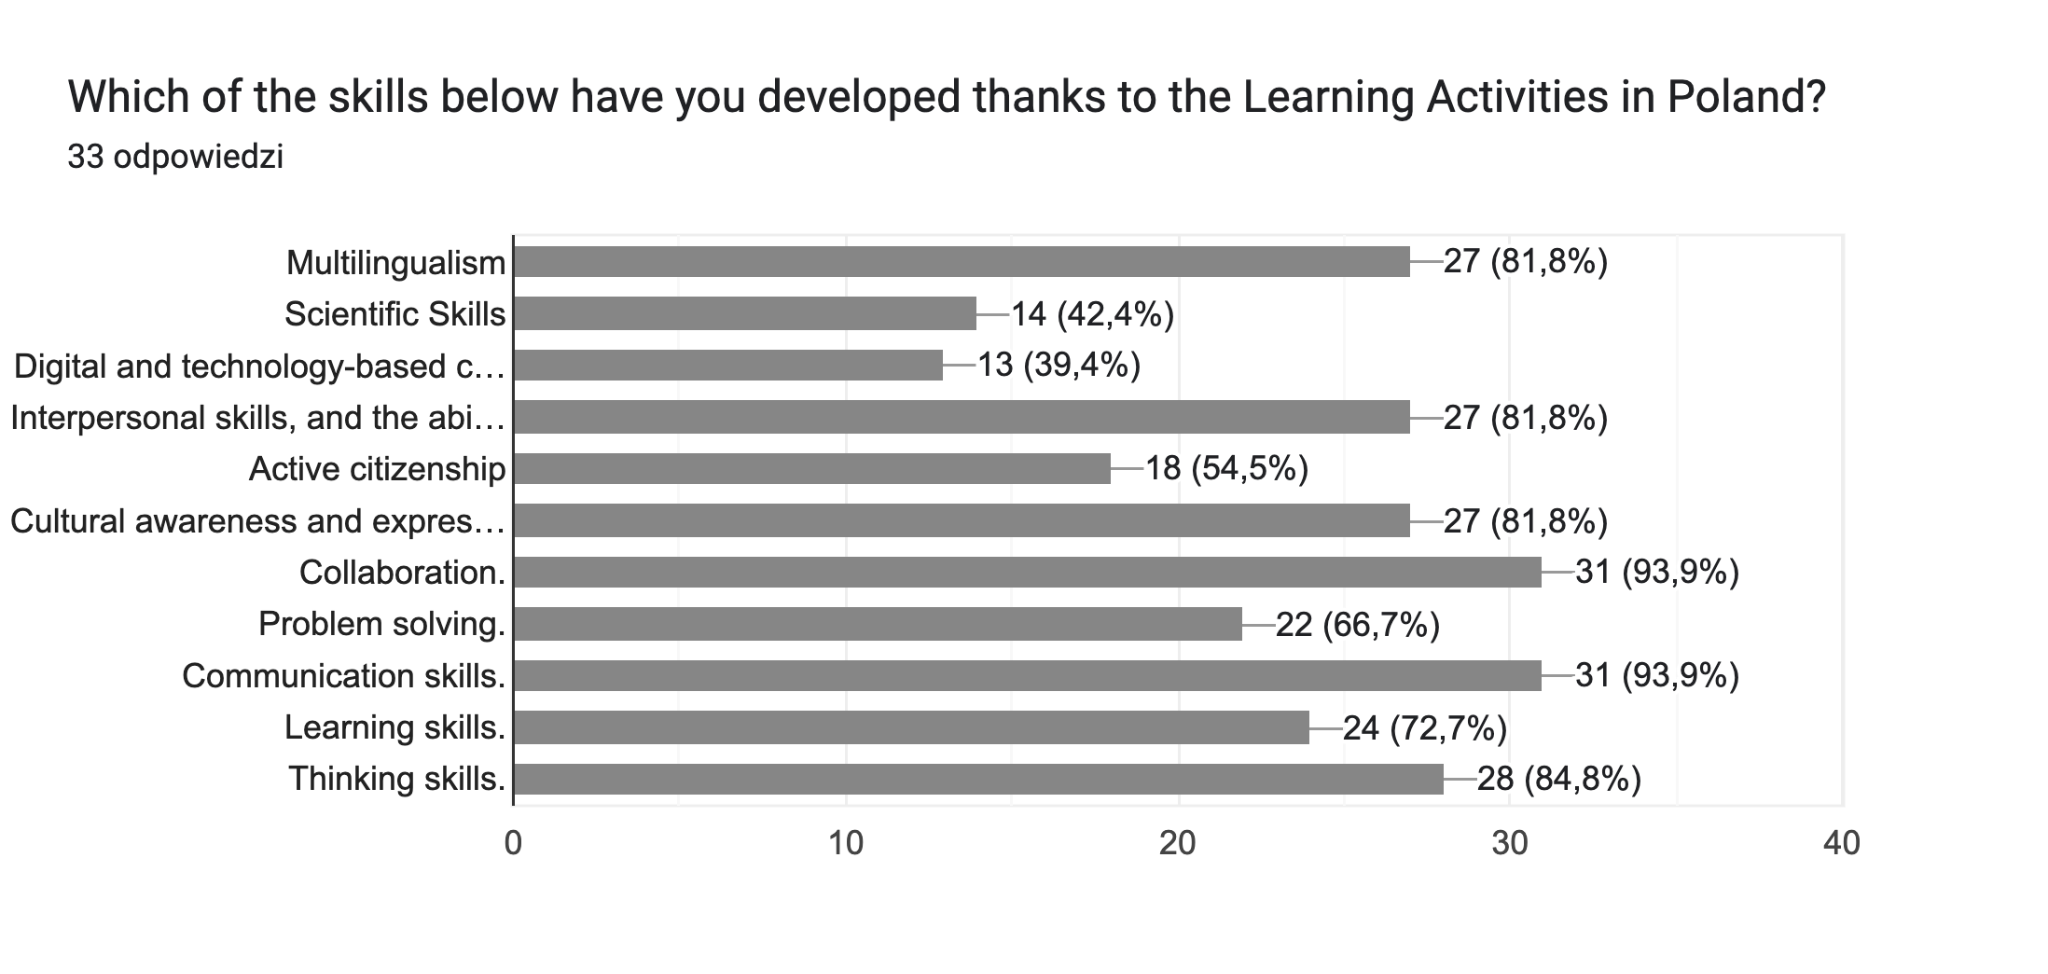 Which of the skills below have you developed thanks to the Learning Activities in Poland?
33 odpowiedzi
Multilingualism 27 (81,8%)
Scientific Skills 14 (42,4%)
Digital and technology-based c… 13 (39,4%)
Interpersonal skills, and the abi… 27 (81,8%)
Active citizenship 18 (54,5%)
Cultural awareness and expres… 27 (81,8%)
Collaboration. 31 (93,9%)
Problem solving. 22 (66,7%)
Communication skills. 31 (93,9%)
Learning skills. 24 (72,7%)
Thinking skills. 28 (84,8%)
0 10 20 30 40